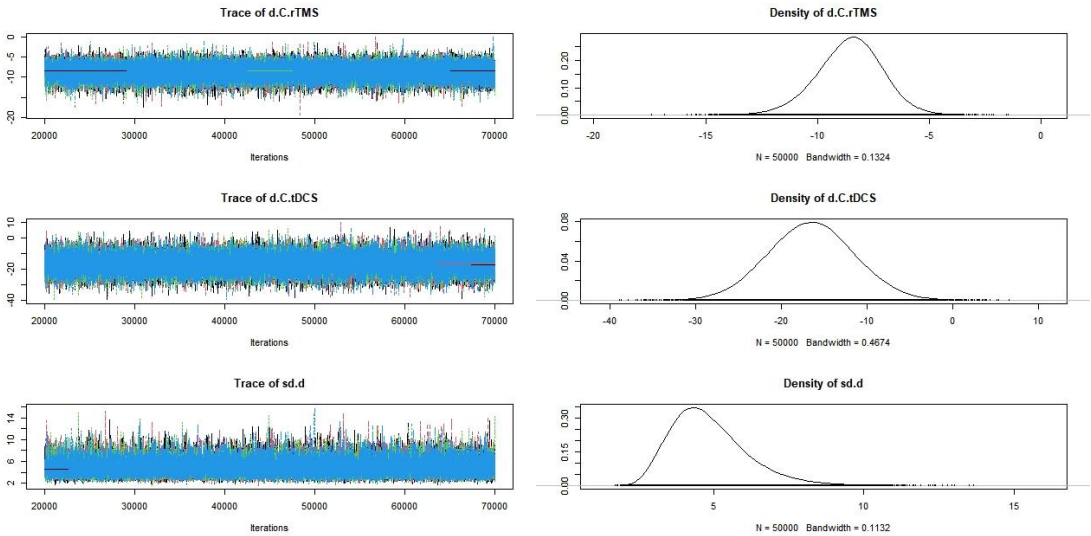 Trace of d.C.rTMS
0
-5
-10
-20
20000 30000 40000 50000 60000 70000
Iterations
Density of d.C.rTMS
0.20
0.10
0.00
-20 -15 -10 -5 0
N = 50000 Bandwidth = 0.1324
Trace of d.C.tDCS
10
0
-20
-40
20000 30000 40000 50000 60000 70000
Iterations
Density of d.C.tDCS
0.08
0.04
0.00
-40 -30 -20 -10 0 10
N = 50000 Bandwidth = 0.4674
Trace of sd.d
14
10
6
2
20000 30000 40000 50000 60000 70000
Iterations
Density of sd.d
0.30
0.15
0.00
5 10 15
N = 50000 Bandwidth = 0.1132